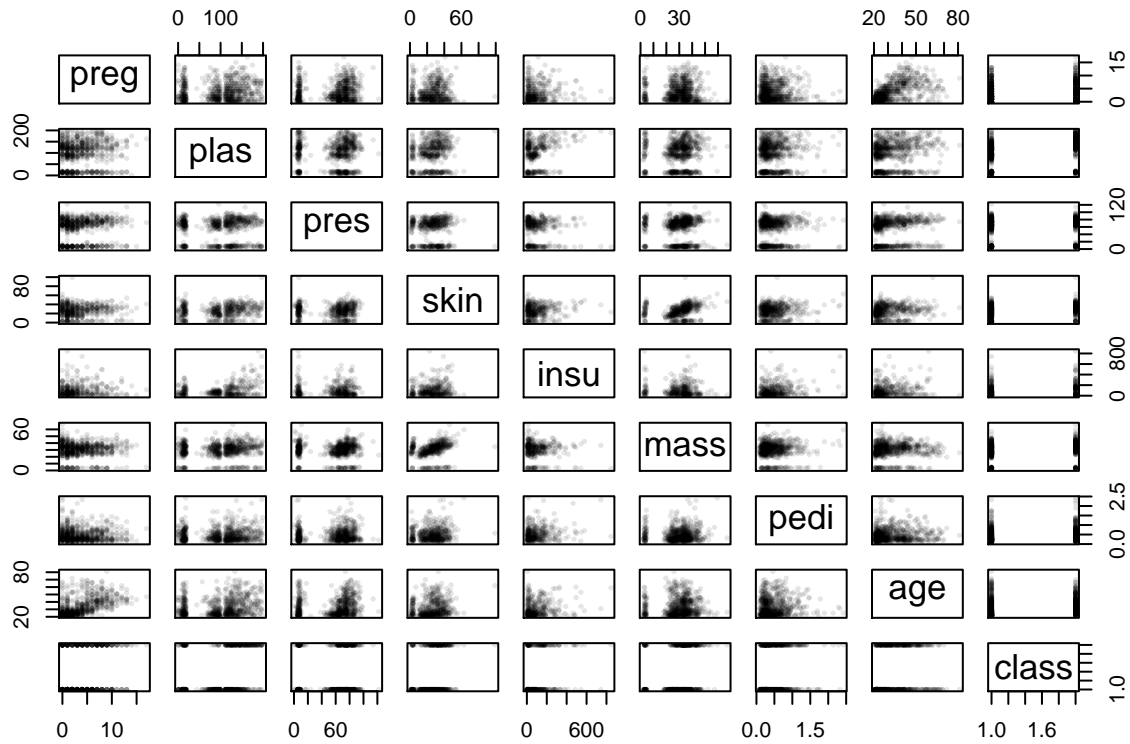 0 100 0 60 0 30 20 50 80
preg 0 15
0 200 plas
pres 0 120
0 80 skin
insu 0 800
0 60 mass
pedi 0.0 2.5
20 80 age
class 1.0
0 10 0 60 0 600 0.0 1.5 1.0 1.6